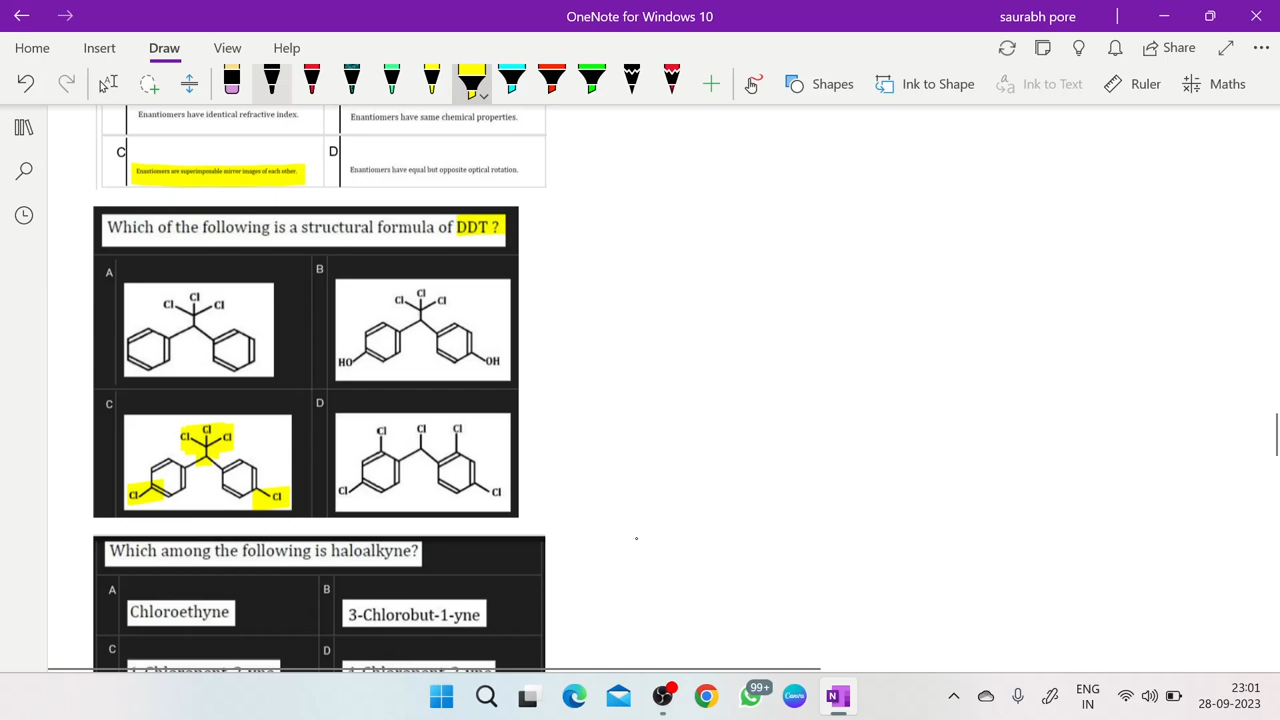 OneNote for Windows 10
saurabh pore
Home
Insert
Draw
View
Help
Share
Shapes
Ink to Shape
Ink to Text
Ruler
Maths
Enantiomers have identical refractive index.
Enantiomers have same chemical properties.
C
Enantiomers are superimposable mirror images of each other.
D
Enantiomers have equal but opposite optical rotation.
Which of the following is a structural formula of DDT ?
A
Cl
Cl
Cl
B
Cl
Cl
Cl
HO
OH
C
Cl
Cl
Cl
Cl
Cl
D
Cl
Cl
Cl
Cl
Cl
Which among the following is haloalkyne?
A
Chloroethyne
B
3-Chlorobut-1-yne
C
D
99+
ENG
IN
23:01
28-09-2023